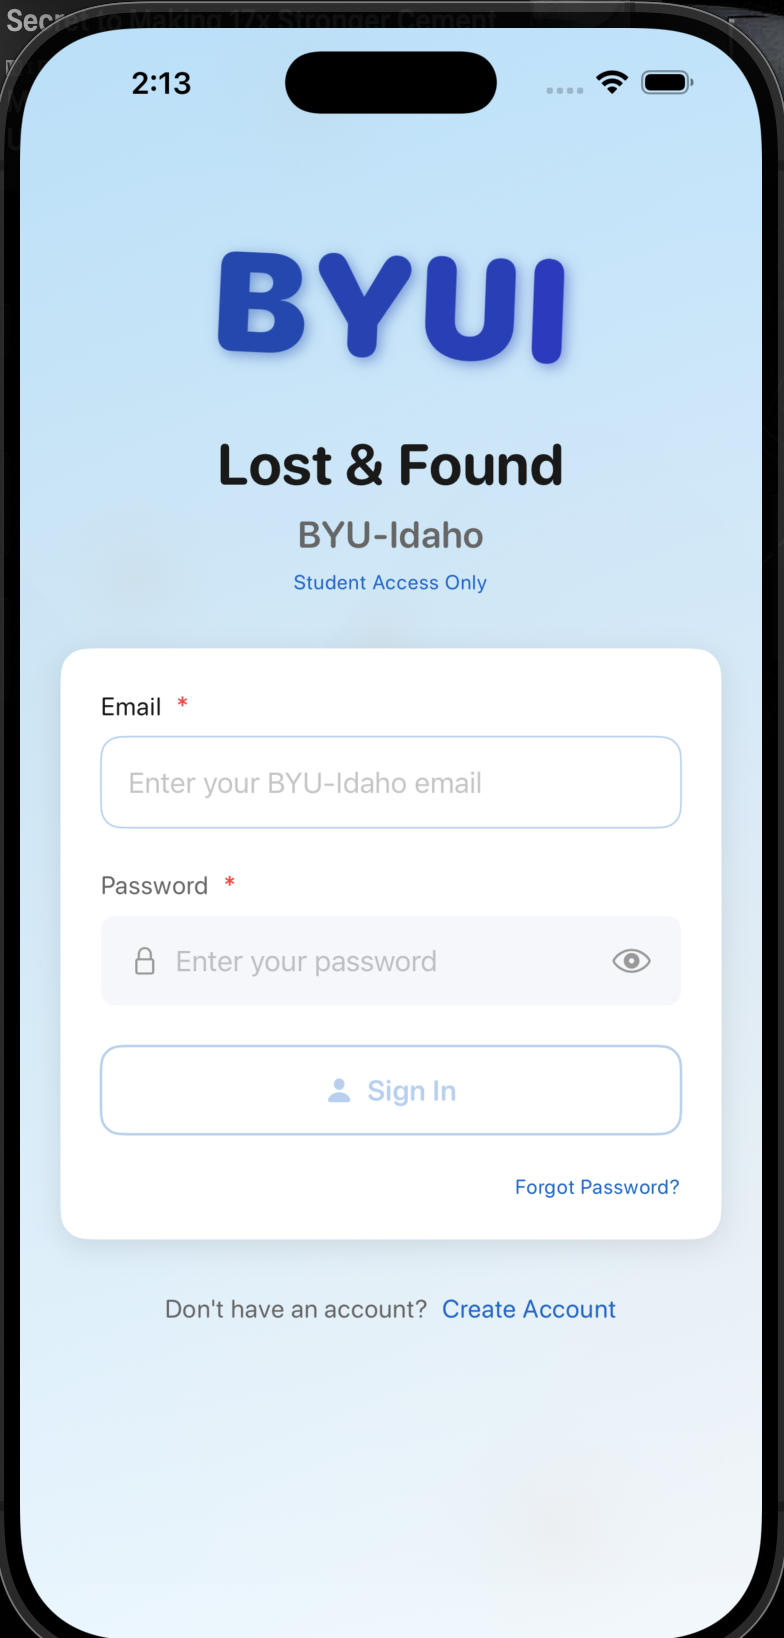 Secret to Making 17x Stronger Cement
2:13
BYUI
Lost & Found
BYU-Idaho
Student Access Only
Email *
Enter your BYU-Idaho email
Password *
Enter your password
Sign In
Forgot Password?
Don't have an account? Create Account